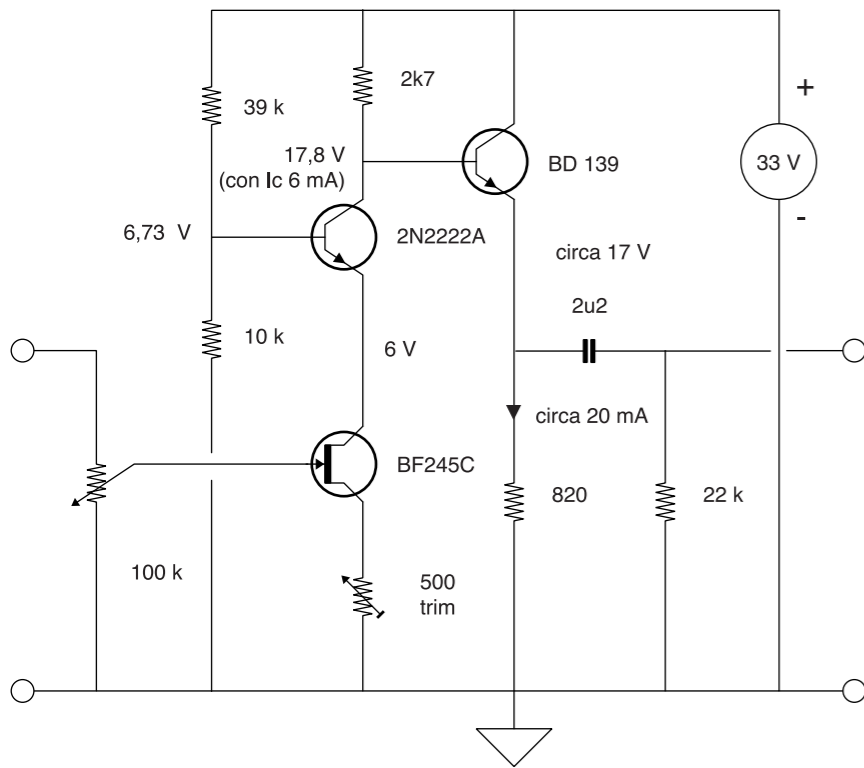 2k7
+
39 k
17,8 V
(con Ic 6 mA)
BD 139
33 V
-
6,73 V
2N2222A
circa 17 V
2u2
10 k
6 V
circa 20 mA
BF245C
820
22 k
100 k
500
trim